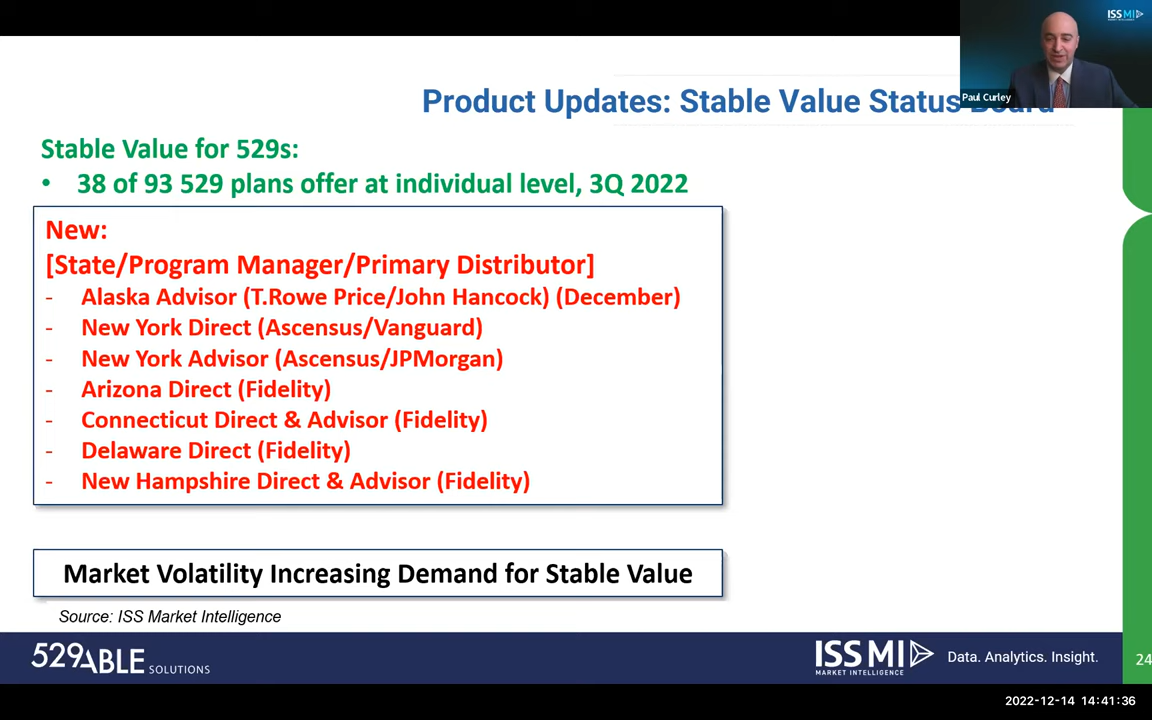 ISS MI
Paul Curley
Product Updates: Stable Value Status Board
Stable Value for 529s:
• 38 of 93 529 plans offer at individual level, 3Q 2022
New:
[State/Program Manager/Primary Distributor]
- Alaska Advisor (T.Rowe Price/John Hancock) (December)
- New York Direct (Ascensus/Vanguard)
- New York Advisor (Ascensus/JPMorgan)
- Arizona Direct (Fidelity)
- Connecticut Direct & Advisor (Fidelity)
- Delaware Direct (Fidelity)
- New Hampshire Direct & Advisor (Fidelity)
Market Volatility Increasing Demand for Stable Value
Source: ISS Market Intelligence
529ABLE SOLUTIONS
ISS MI
MARKET INTELLIGENCE
Data. Analytics. Insight.
24
2022-12-14 14:41:36